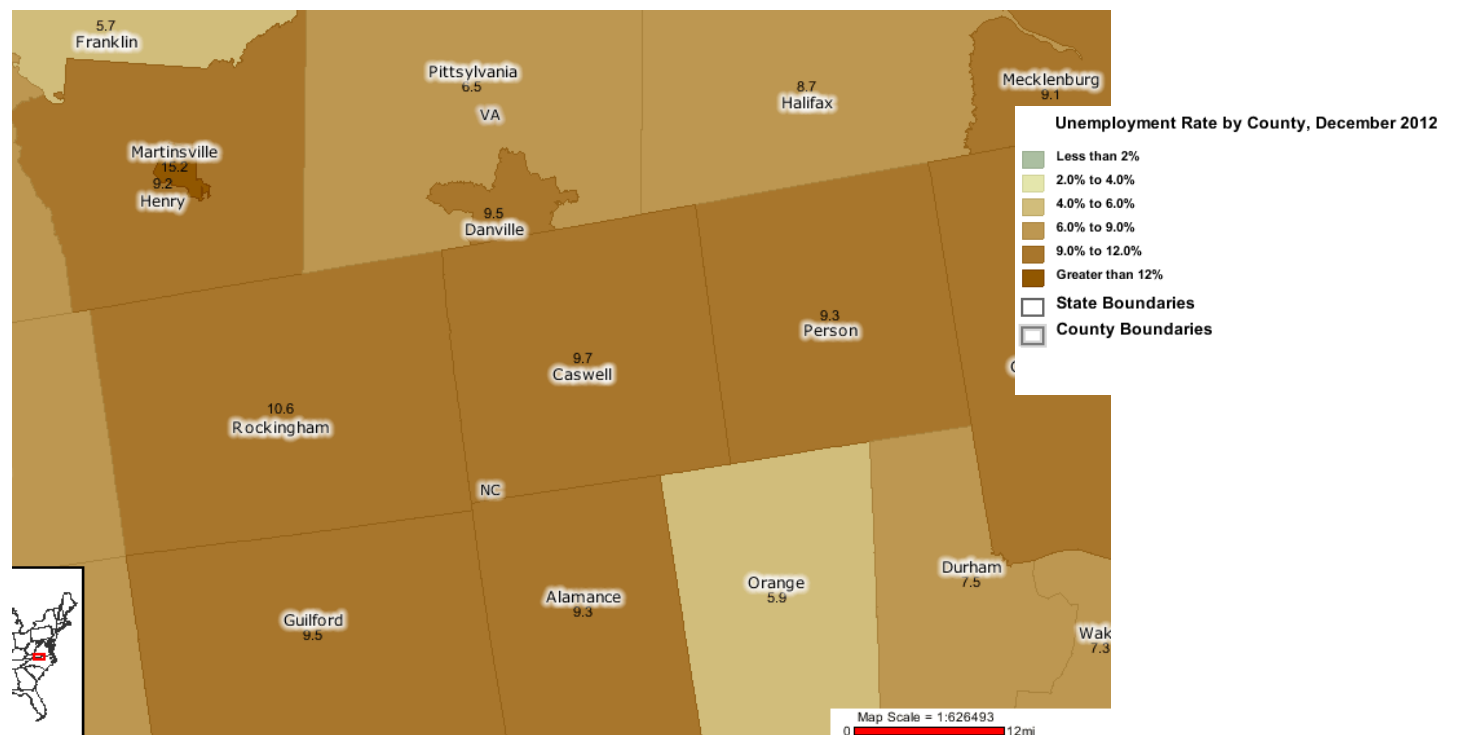 5.7
Franklin
Pittsylvania
6.5
VA
8.7
Halifax
Mecklenburg
9.1
Unemployment Rate by County, December 2012
Less than 2%
2.0% to 4.0%
4.0% to 6.0%
6.0% to 9.0%
9.0% to 12.0%
Greater than 12%
State Boundaries
County Boundaries
Martinsville
15.2
9.2
Henry
9.5
Danville
9.3
Person
9.7
Caswell
10.6
Rockingham
NC
Durham
7.5
Orange
5.9
Alamance
9.3
Guilford
9.5
Wak
7.3
Map Scale = 1:626493
0 12mi